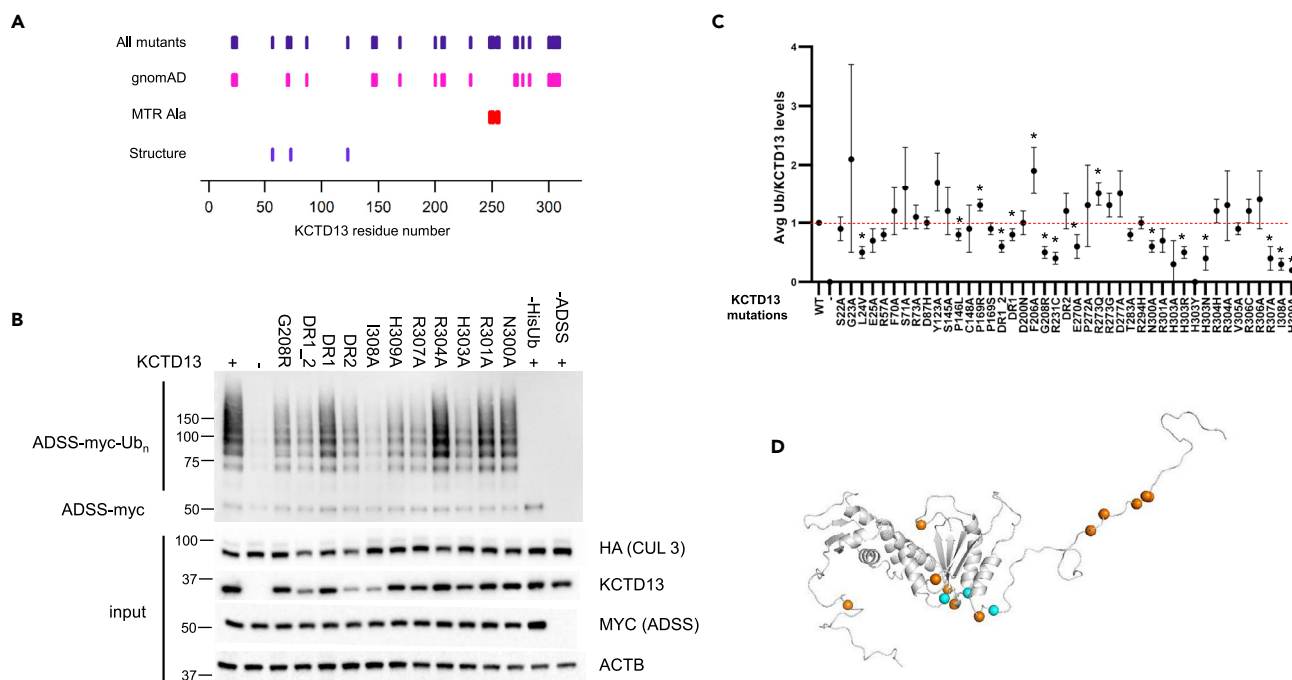 A
All mutants
gnomAD
MTR Ala
Structure
0 50 100 150 200 250 300
KCTD13 residue number
B
KCTD13 + - G208R DR1_2 DR1 DR2 I308A H309A R307A R304A H303A R301A N300A -HisUb + -ADSS +
ADSS-myc-Ubn
150
100
75
ADSS-myc
50
input
100
HA (CUL 3)
37
KCTD13
50
MYC (ADSS)
37
ACTB
C
Avg Ub/KCTD13 levels
4
3
2
1
0
* * * * * * * * * * * * * * * *
KCTD13
mutations
WT - S22A G23A L24V E25A R57A F70A S71A R73A D87H Y123A S145A P146L C148A P169R P169S DR1_2 DR1 D200N F206A G208R R231C DR2 E270A P272A R273Q R273G D277A T283A R294H N300A R301A H303A H303R H303Y H303N R304H R304A V305A R306C R306A R307A I308A H309A
D